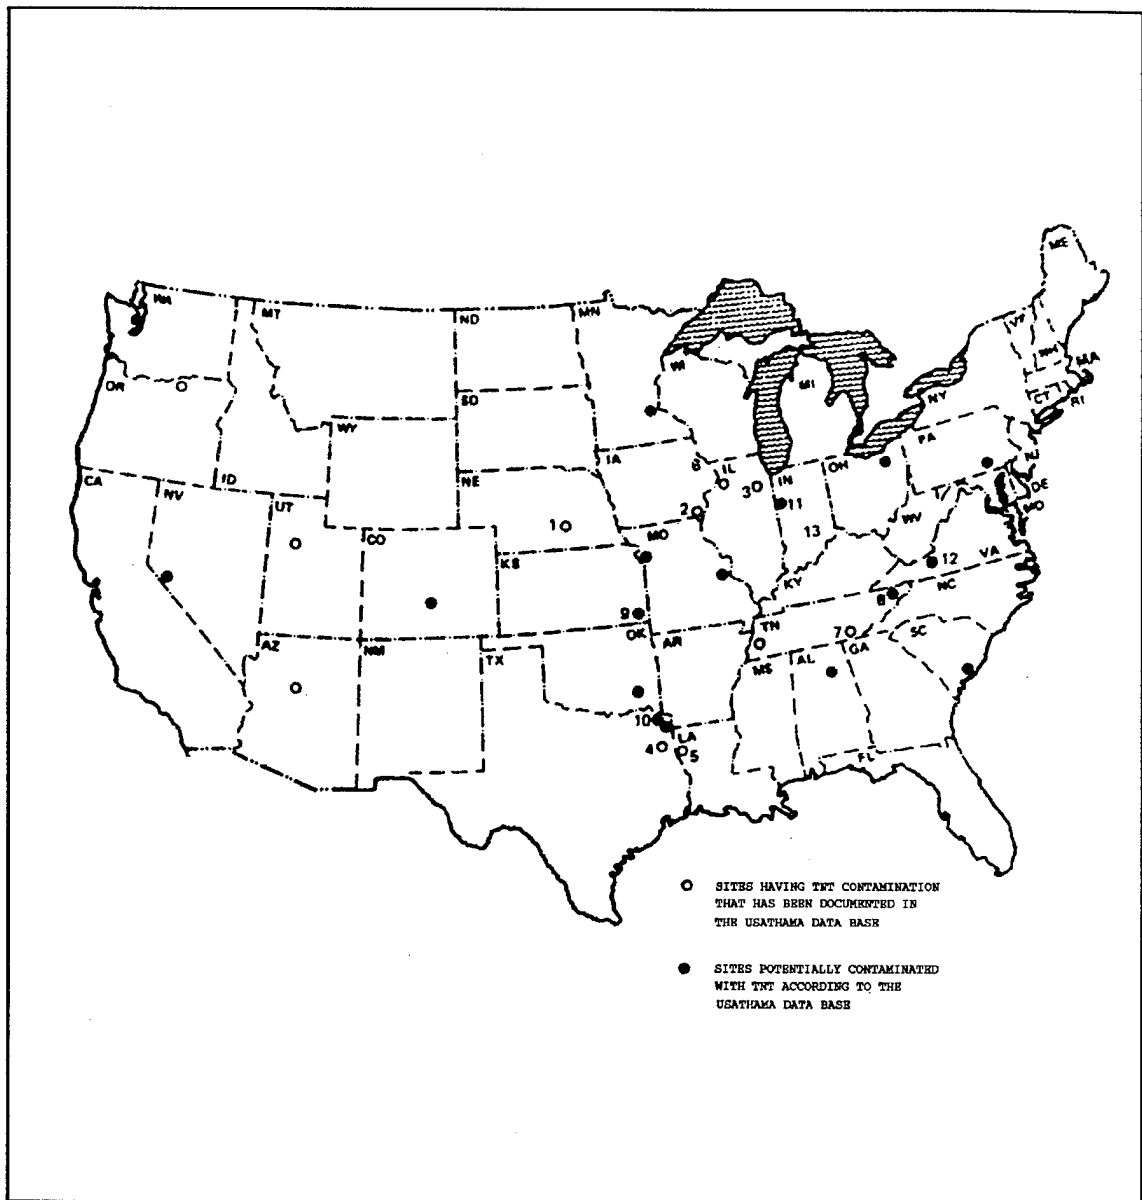 ME
WA
MT
ND
MN
VT
NH
MA
OR
SD
WI
MI
NY
CT
RI
WY
PA
IA
6
IL
OH
NJ
CA
NV
ID
NE
3
IN
DE
UT
2
11
MO
1
WV
CO
MO
13
KS
VA
12
KY
NC
8
9
TN
OK
AR
7
SC
AZ
NM
GA
TX
MS
AL
10
LA
4
5
FL
SITES HAVING TNT CONTAMINATION
THAT HAS BEEN DOCUMENTED IN
THE USATHAMA DATA BASE
SITES POTENTIALLY CONTAMINATED
WITH TNT ACCORDING TO THE
USATHAMA DATA BASE